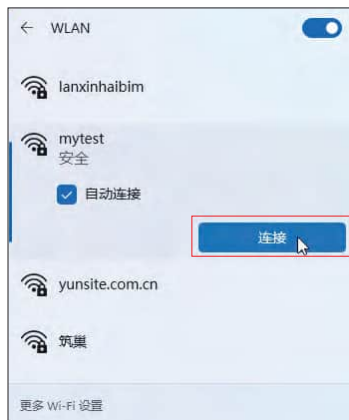 WLAN
lanxinhaibim
mytest
安全
自动连接
连接
yunsite.com.cn
筑巢
更多 Wi-Fi 设置